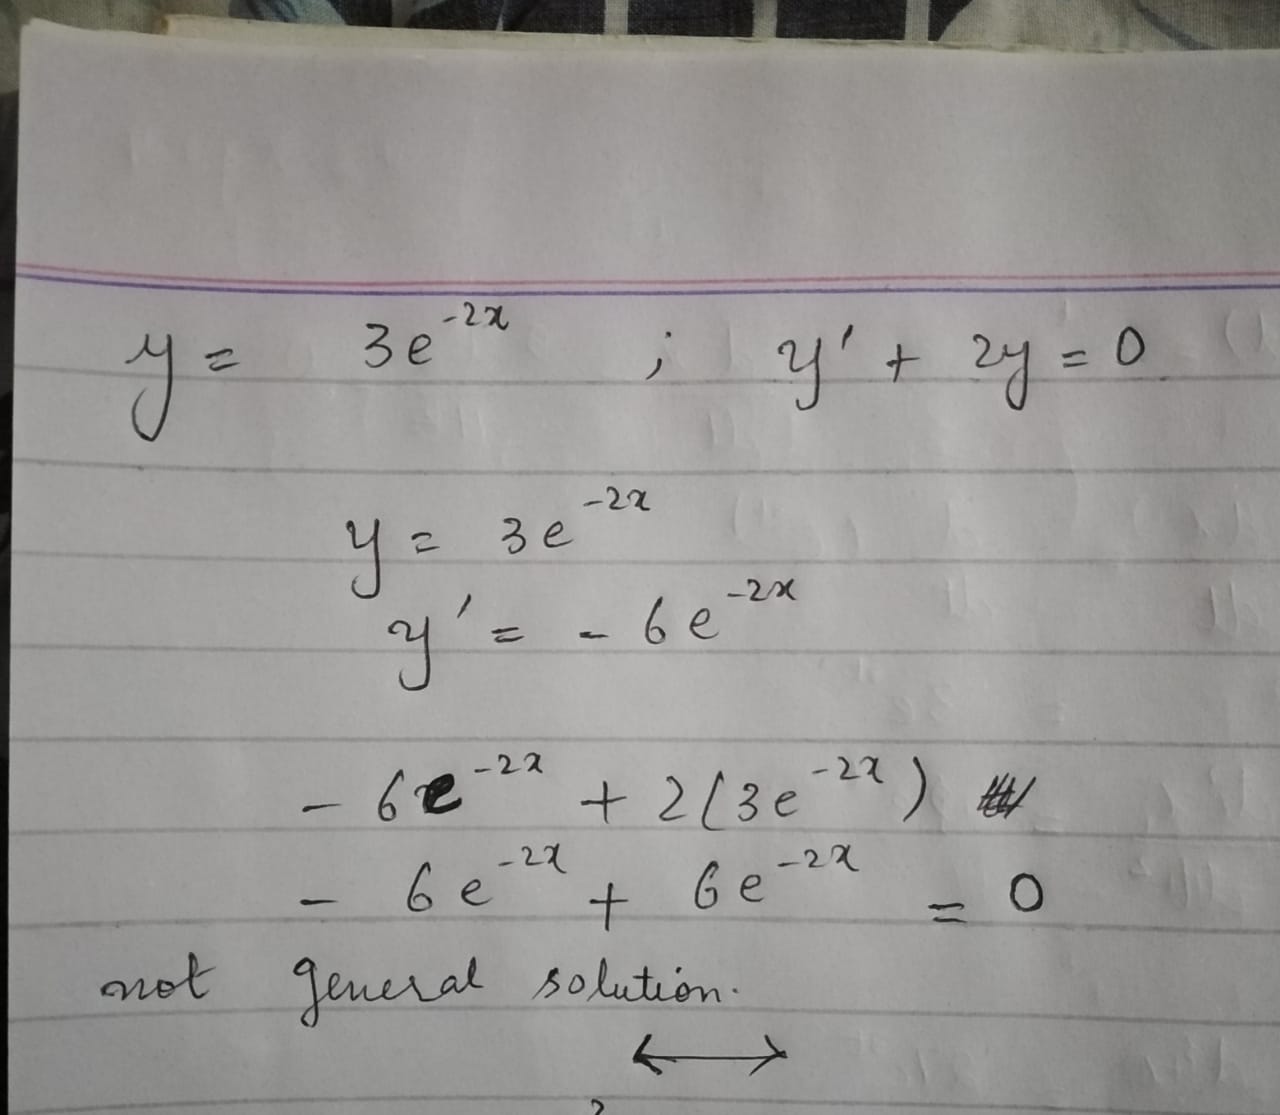 y = 3e^{-2x} ; y' + 2y = 0
y = 3e^{-2x}
y' = - 6e^{-2x}
- 6e^{-2x} + 2(3e^{-2x})
- 6e^{-2x} + 6e^{-2x} = 0
not general solution.